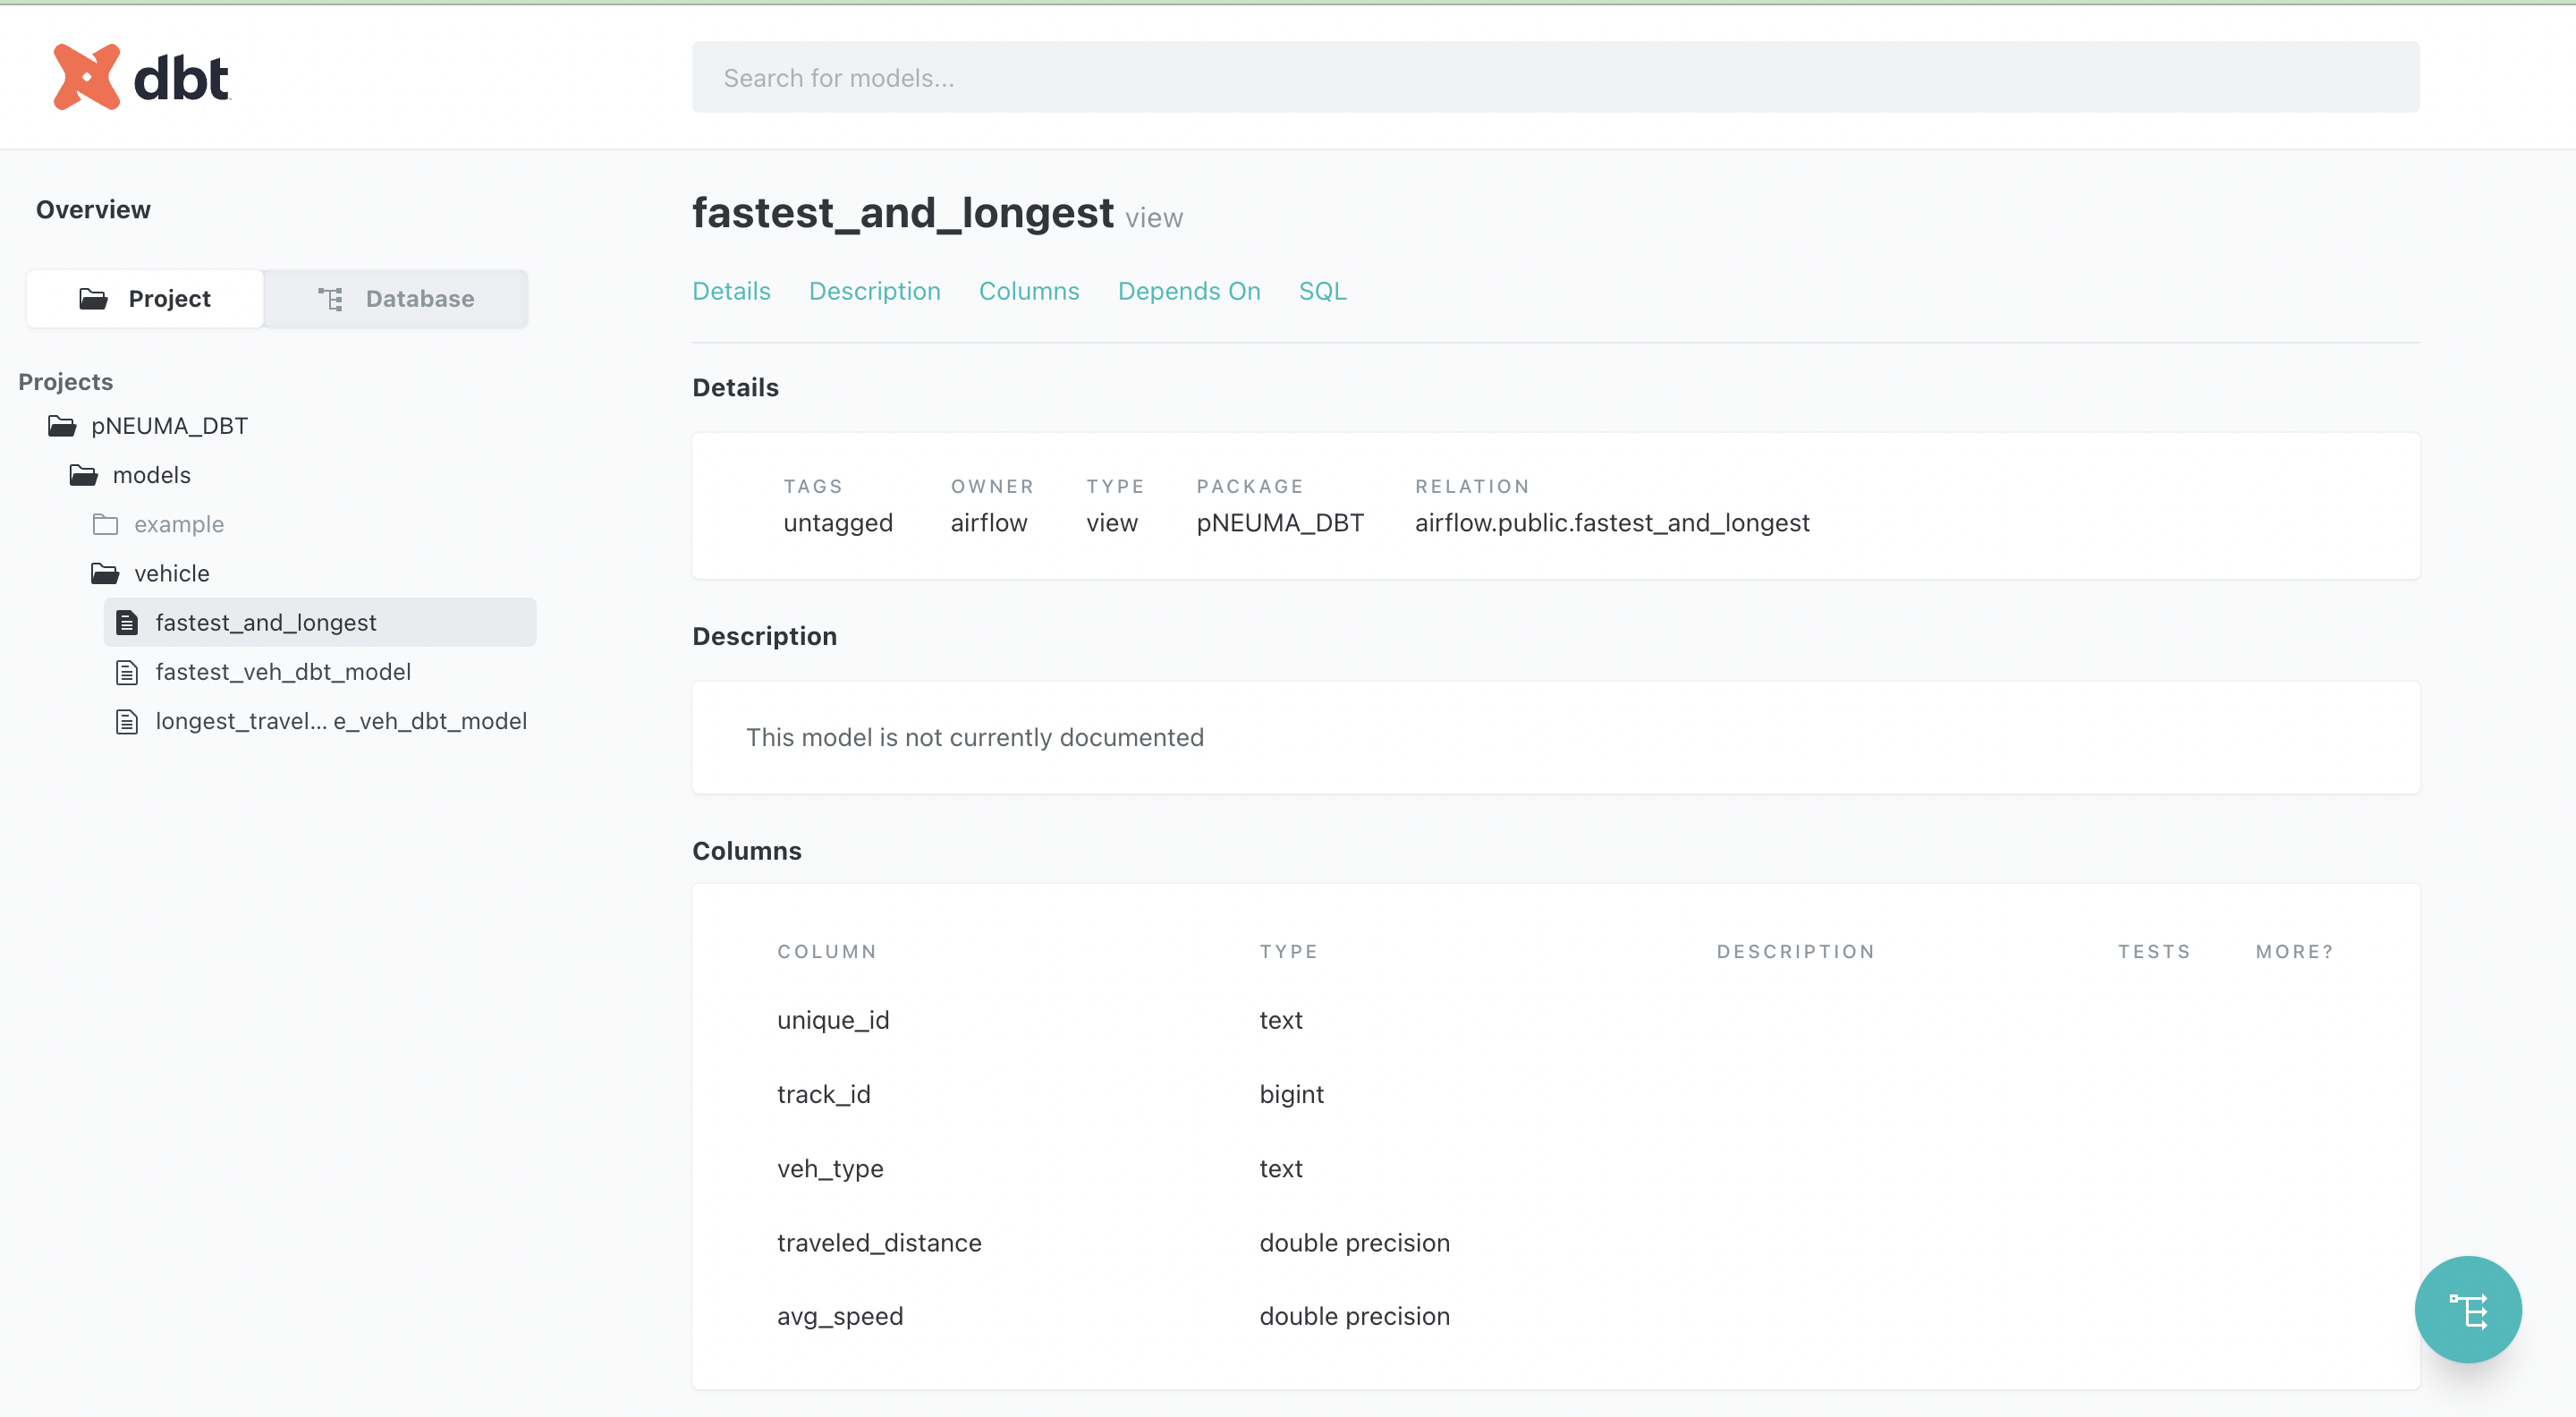 dbt
Search for models...
Overview
Project
Database
Projects
pNEUMA_DBT
models
example
vehicle
fastest_and_longest
fastest_veh_dbt_model
longest_travel... e_veh_dbt_model
fastest_and_longest view
Details Description Columns Depends On SQL
Details
TAGS OWNER TYPE PACKAGE RELATION
untagged airflow view pNEUMA_DBT airflow.public.fastest_and_longest
Description
This model is not currently documented
Columns
COLUMN TYPE DESCRIPTION TESTS MORE?
unique_id text
track_id bigint
veh_type text
traveled_distance double precision
avg_speed double precision